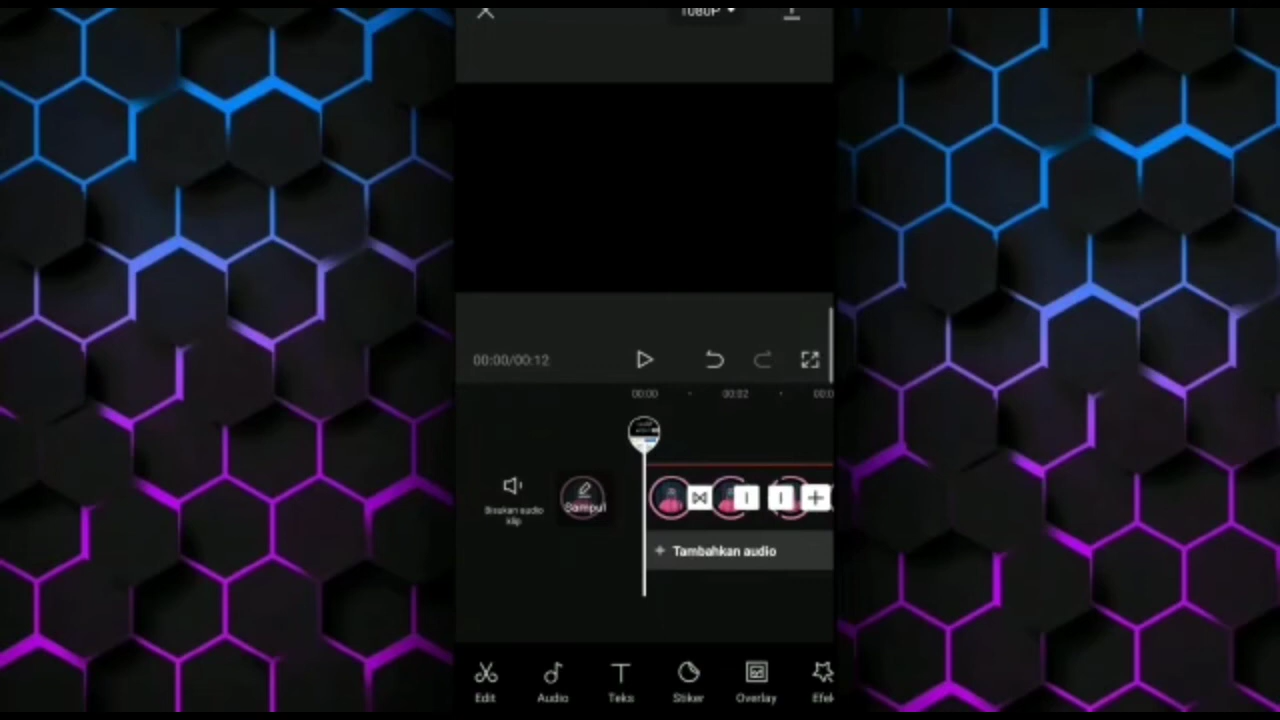 1080P
00:00/00:12
00:00
00:02
Bisukan audio
klip
Sampul
+ Tambahkan audio
Edit
Audio
Teks
Stiker
Overlay